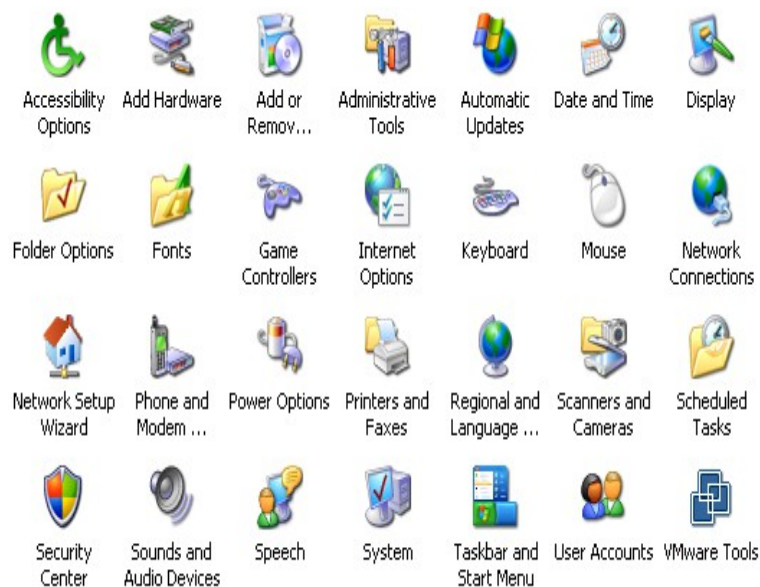 Accessibility Options
Add Hardware
Add or Remov...
Administrative Tools
Automatic Updates
Date and Time
Display
Folder Options
Fonts
Game Controllers
Internet Options
Keyboard
Mouse
Network Connections
Network Setup Wizard
Phone and Modem ...
Power Options
Printers and Faxes
Regional and Language ...
Scanners and Cameras
Scheduled Tasks
Security Center
Sounds and Audio Devices
Speech
System
Taskbar and Start Menu
User Accounts
VMware Tools